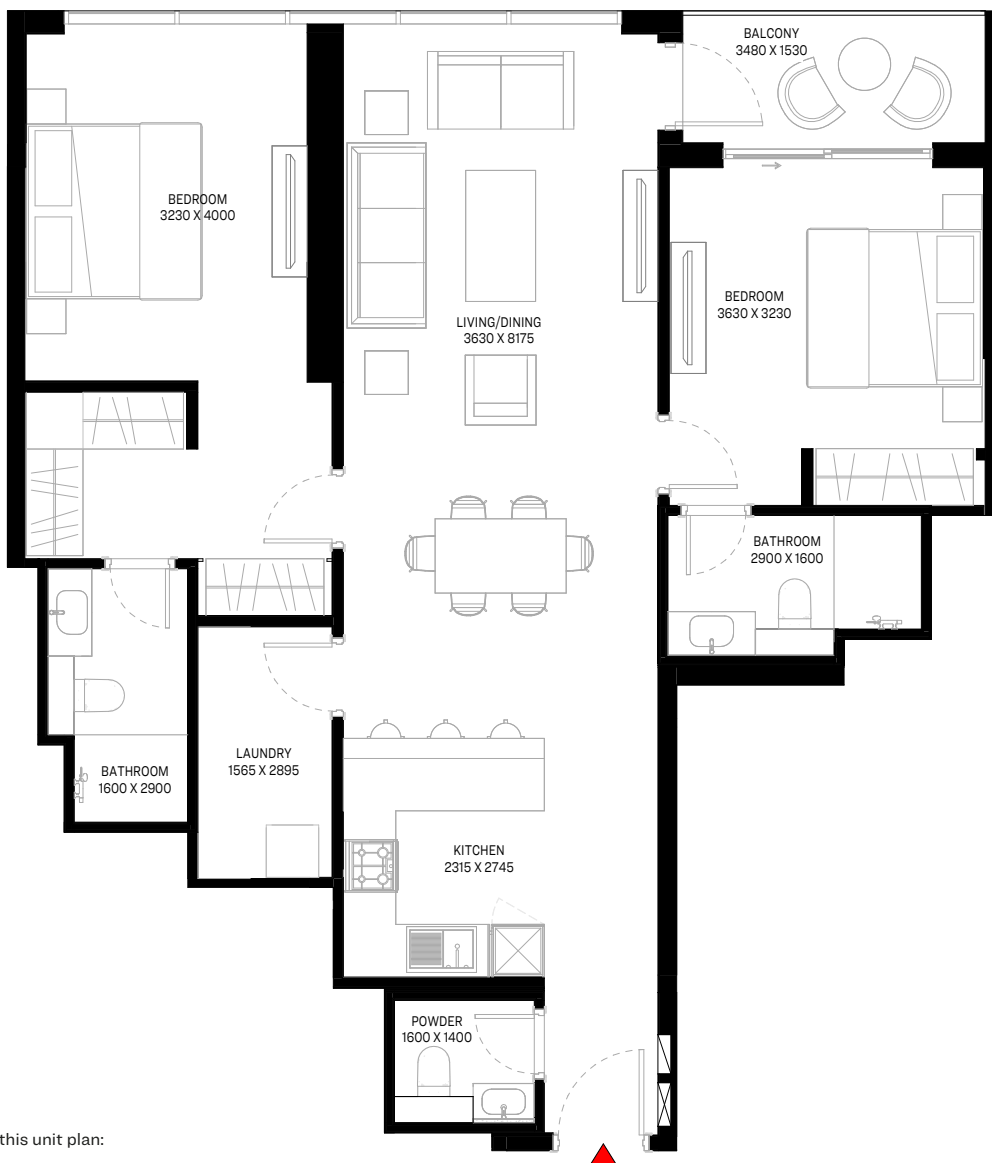 BALCONY
3480 X 1530
BEDROOM
3230 X 4000
BEDROOM
3630 X 3230
LIVING/DINING
3630 X 8175
BATHROOM
2900 X 1600
LAUNDRY
1565 X 2895
BATHROOM
1600 X 2900
KITCHEN
2315 X 2745
POWDER
1600 X 1400
this unit plan: